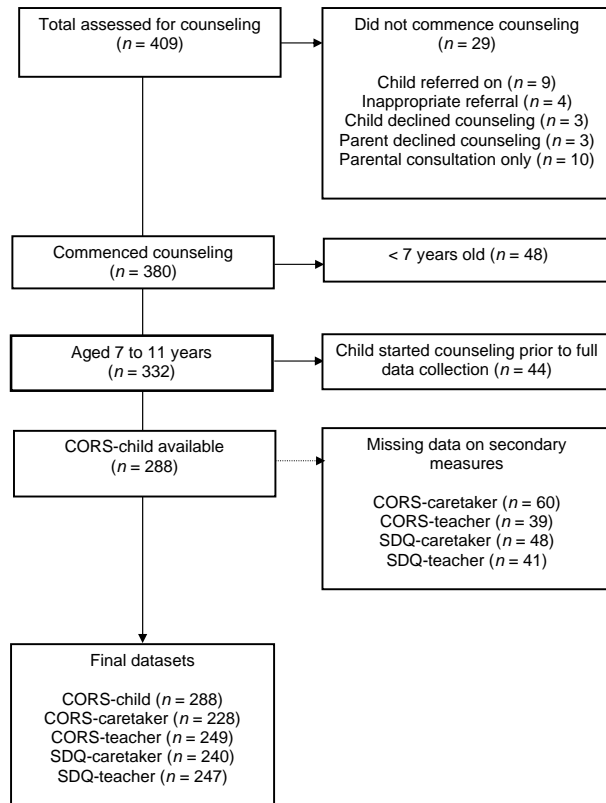 Total assessed for counseling
(n = 409)
Did not commence counseling
(n = 29)
Child referred on (n = 9)
Inappropriate referral (n = 4)
Child declined counseling (n = 3)
Parent declined counseling (n = 3)
Parental consultation only (n = 10)
Commenced counseling
(n = 380)
< 7 years old (n = 48)
Aged 7 to 11 years
(n = 332)
Child started counseling prior to full
data collection (n = 44)
CORS-child available
(n = 288)
Missing data on secondary
measures
CORS-caretaker (n = 60)
CORS-teacher (n = 39)
SDQ-caretaker (n = 48)
SDQ-teacher (n = 41)
Final datasets
CORS-child (n = 288)
CORS-caretaker (n = 228)
CORS-teacher (n = 249)
SDQ-caretaker (n = 240)
SDQ-teacher (n = 247)